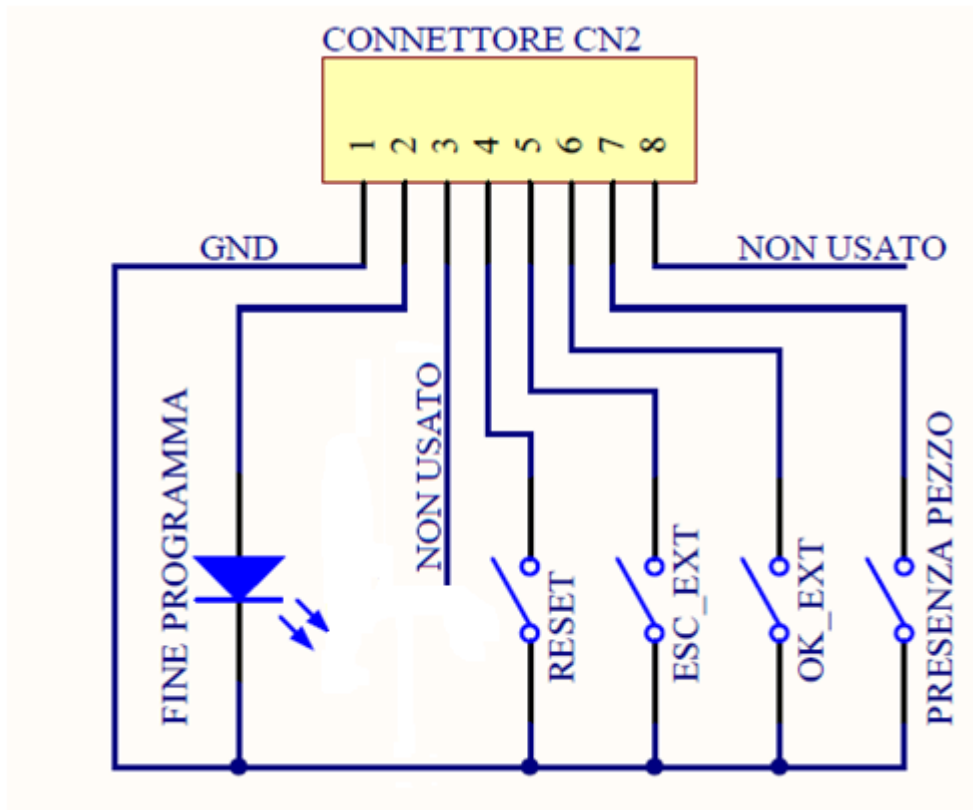 CONNETTORE CN2
1 2 3 4 5 6 7 8
GND
NON USATO
FINE PROGRAMMA
NON USATO
RESET
ESC_EXT
OK_EXT
PRESENZA PEZZO